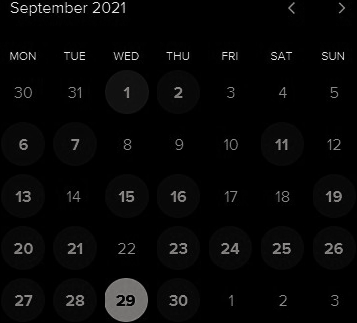 September 2021 < >
MON TUE WED THU FRI SAT SUN
30 31 1 2 3 4 5
6 7 8 9 10 11 12
13 14 15 16 17 18 19
20 21 22 23 24 25 26
27 28 29 30 1 2 3